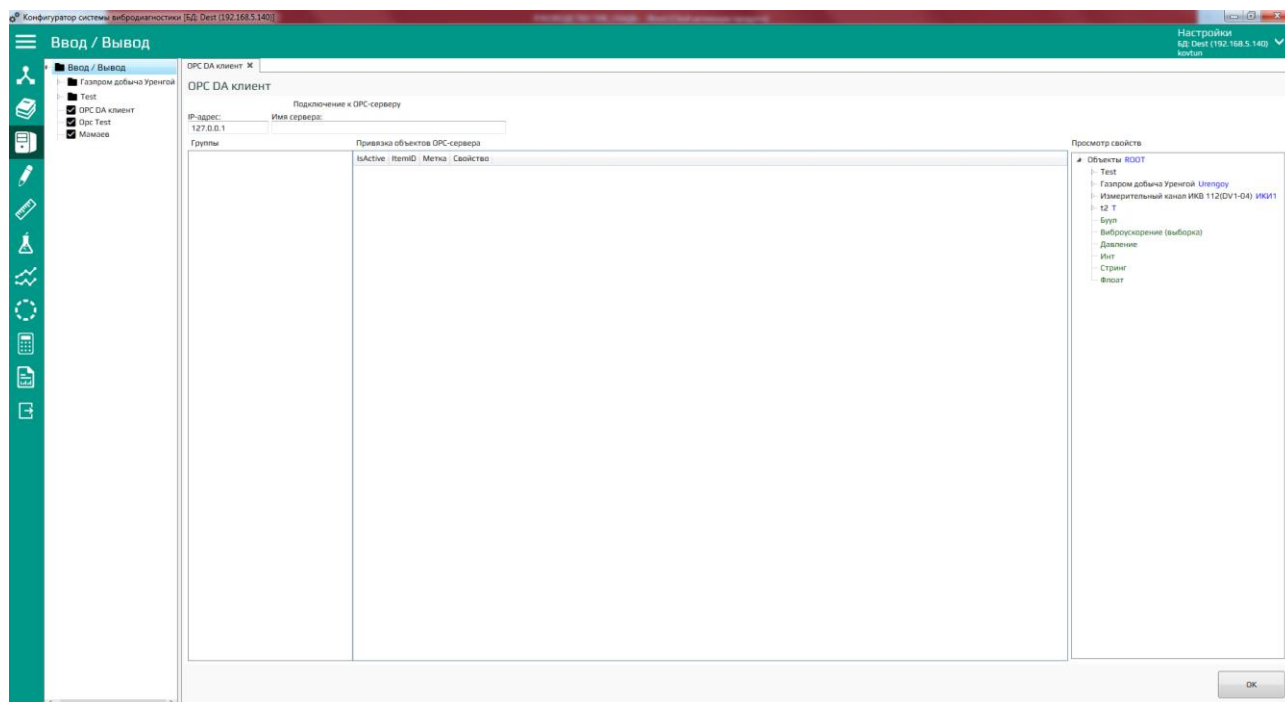 Конфигуратор системы вибродиагностики [БД: Dest (192.168.5.140)]
Ввод / Вывод
Настройки
БД: Dest (192.168.5.140)
kovtun
Ввод / Вывод
Газпром добыча Уренгой
Test
OPC DA клиент
Opc Test
Мамаев
OPC DA клиент
OPC DA клиент
Подключение к OPC-серверу
IP-адрес: Имя сервера:
127.0.0.1
Группы Привязка объектов OPC-сервера Просмотр свойств
IsActive ItemID Метка Свойство
Объекты ROOT
Test
Газпром добыча Уренгой Urengoy
Измерительный канал ИКВ 112(DV1-04) ИКИ1
t2 T
Буул
Виброускорение (выборка)
Давление
Инт
Стринг
Флоат
OK